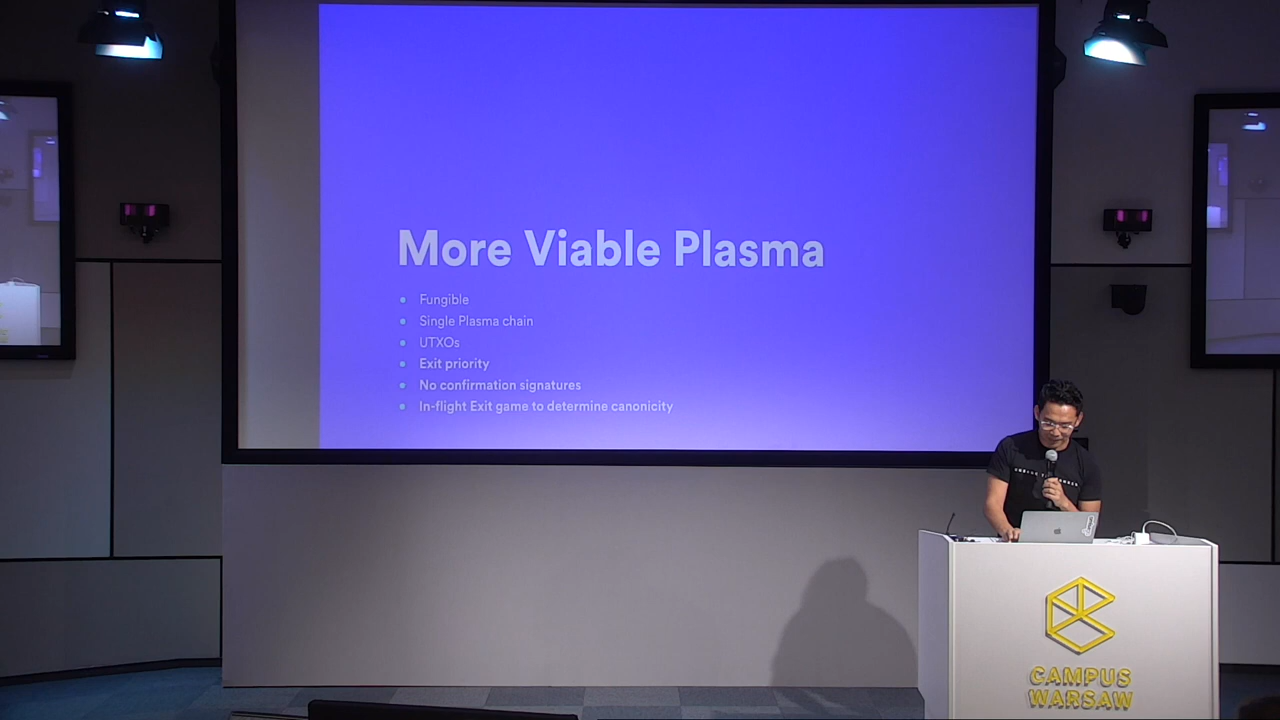 More Viable Plasma
Fungible
Single Plasma chain
UTXOs
Exit priority
No confirmation signatures
In-flight Exit game to determine canonicity
CAMPUS
WARSAW